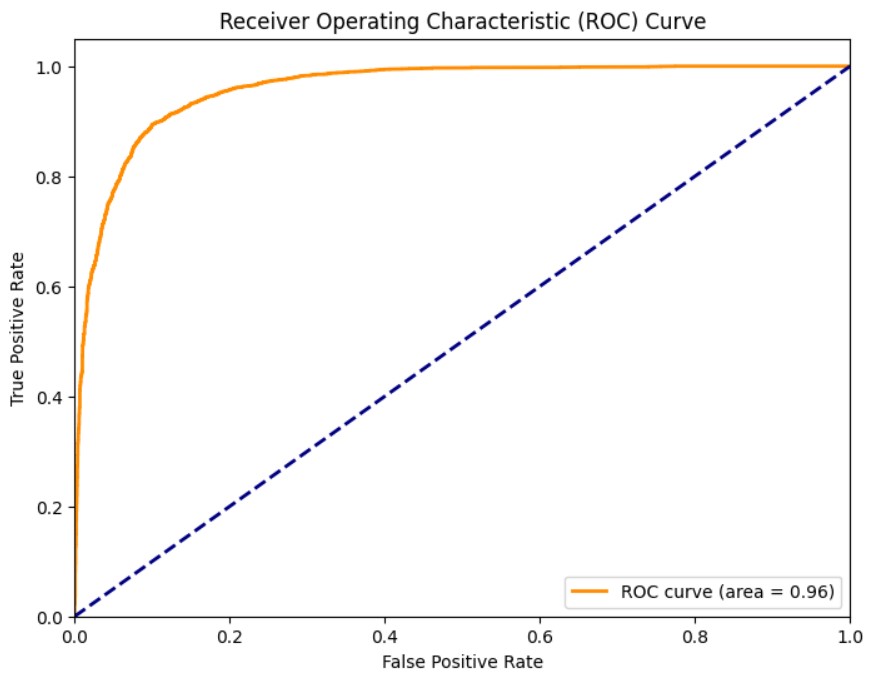 Receiver Operating Characteristic (ROC) Curve
1.0
0.8
0.6
0.4
0.2
0.0
True Positive Rate
ROC curve (area = 0.96)
0.0 0.2 0.4 0.6 0.8 1.0
False Positive Rate